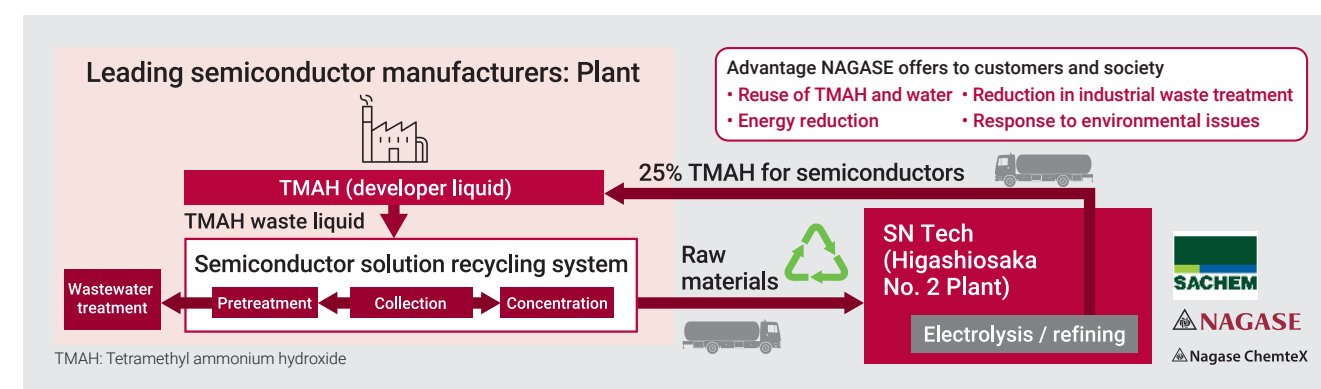 Leading semiconductor manufacturers: Plant
Advantage NAGASE offers to customers and society
• Reuse of TMAH and water • Reduction in industrial waste treatment
• Energy reduction • Response to environmental issues
TMAH (developer liquid)
25% TMAH for semiconductors
TMAH waste liquid
Semiconductor solution recycling system
Wastewater
treatment
Pretreatment
Collection
Concentration
Raw
materials
SN Tech
(Higashiosaka
No. 2 Plant)
Electrolysis / refining
SACHEM
NAGASE
Nagase ChemteX
TMAH: Tetramethyl ammonium hydroxide